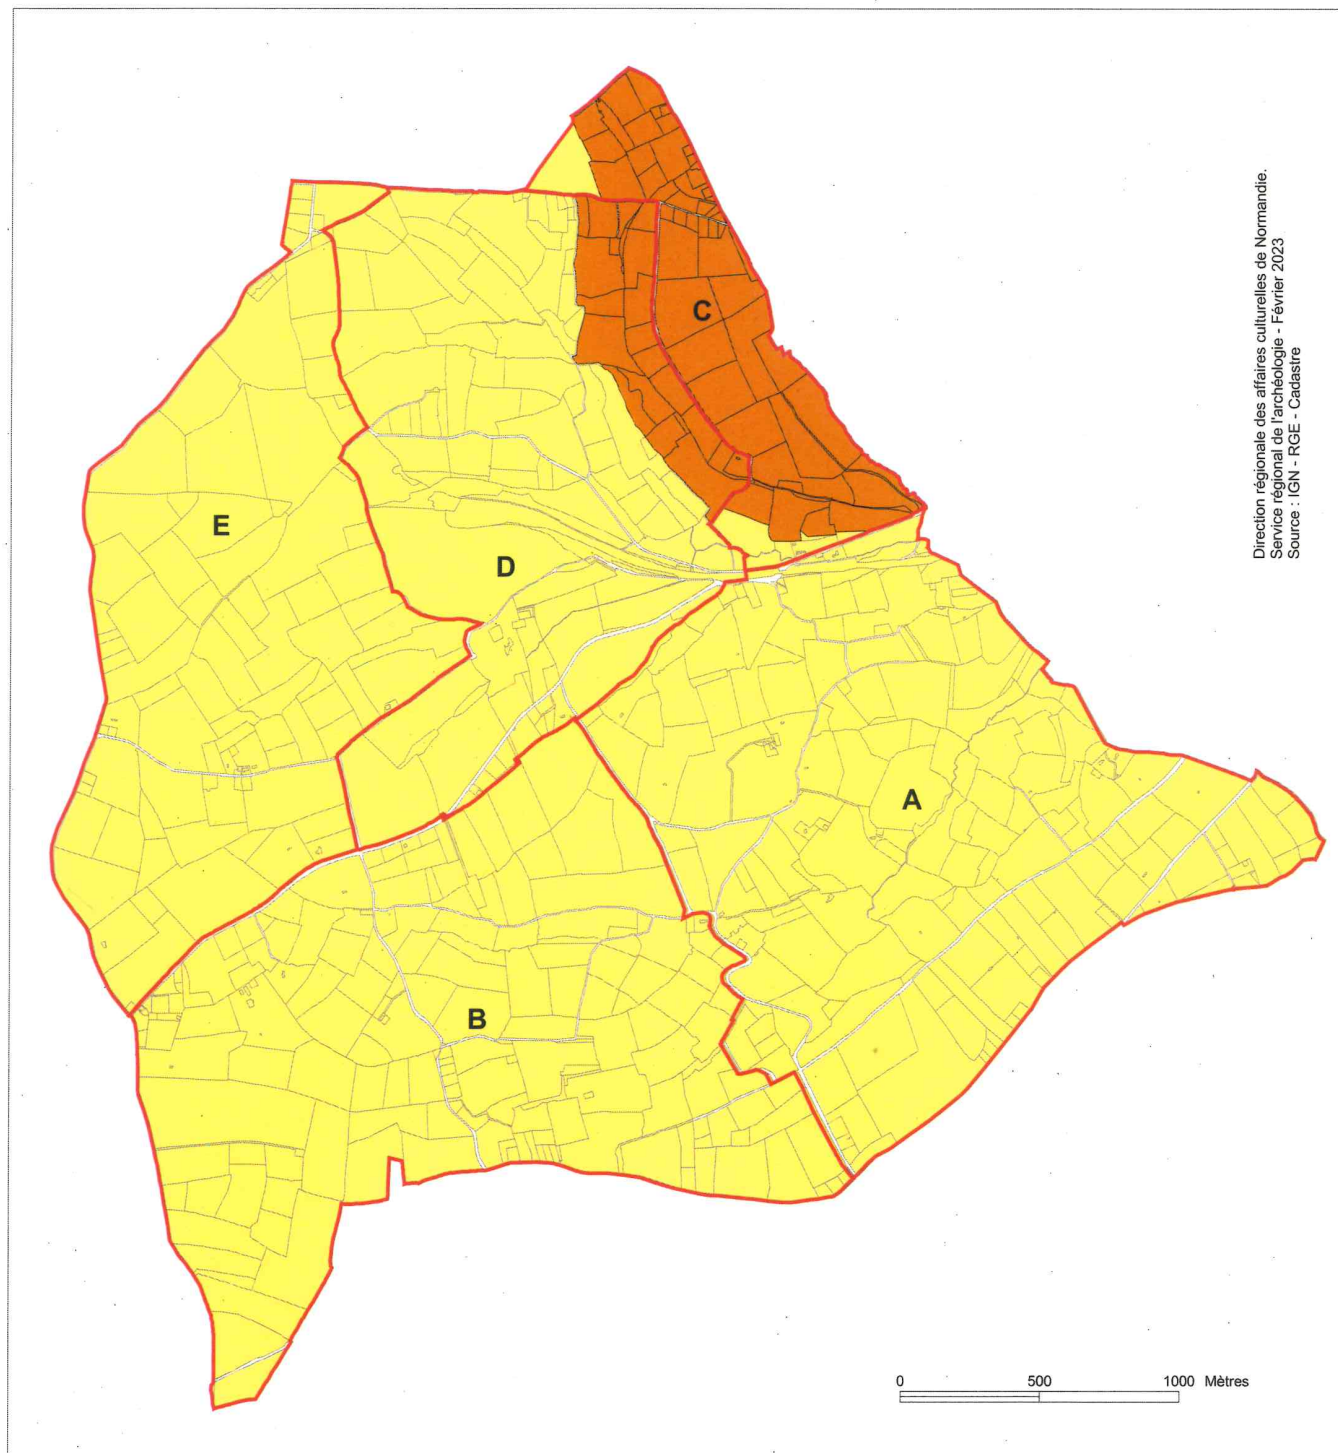 C
E
D
A
B
Direction régionale des affaires culturelles de Normandie.
Service régional de l'archéologie - Février 2023
Source : IGN - RGE - Cadastre
0 500 1000 Mètres